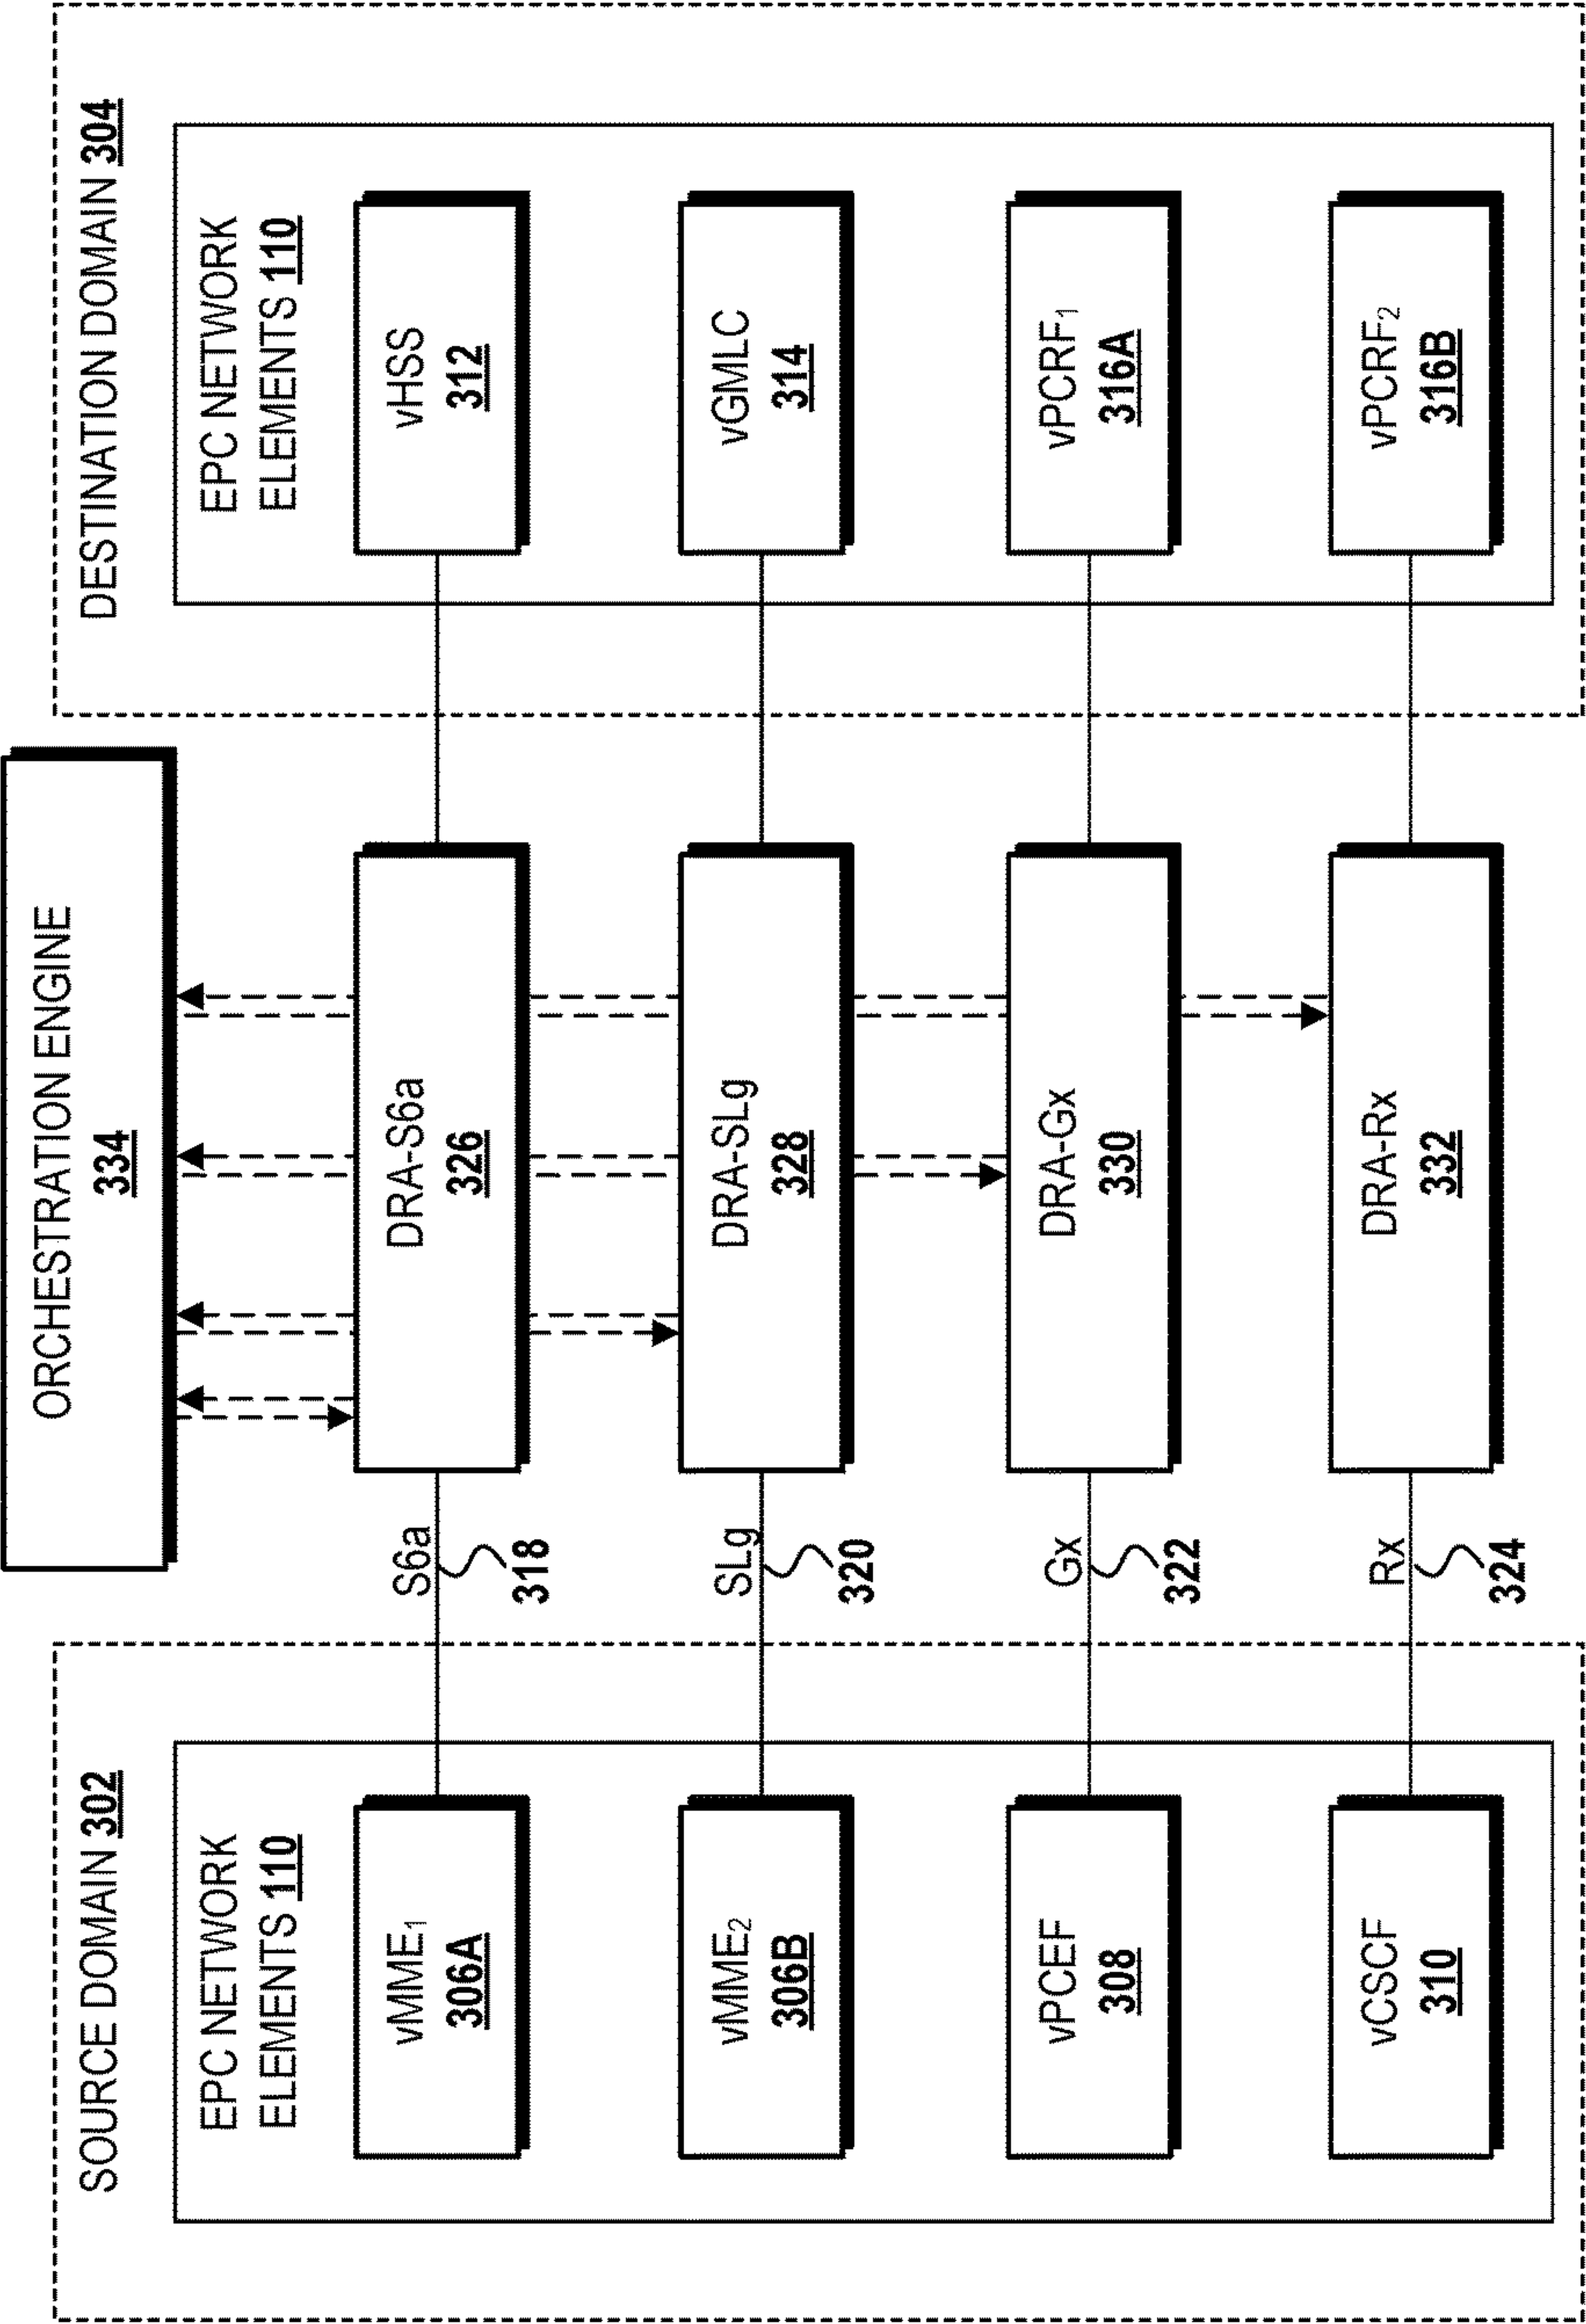 ORCHESTRATION ENGINE
334
SOURCE DOMAIN 302
EPC NETWORK
ELEMENTS 110
vMME1
306A
vMME2
306B
vPCEF
308
vCSCF
310
S6a
318
SLg
320
Gx
322
Rx
324
DRA-S6a
326
DRA-SLg
328
DRA-Gx
330
DRA-Rx
332
DESTINATION DOMAIN 304
EPC NETWORK
ELEMENTS 110
vHSS
312
vGMLC
314
vPCRF1
316A
vPCRF2
316B